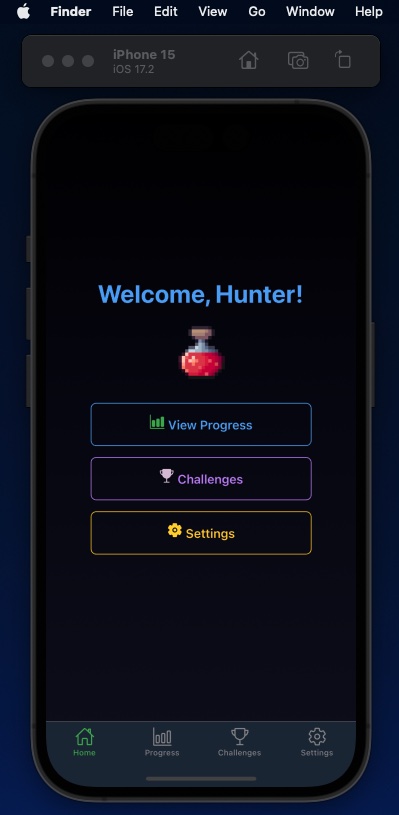 Finder File Edit View Go Window Help
iPhone 15
iOS 17.2
Welcome, Hunter!
View Progress
Challenges
Settings
Home Progress Challenges Settings